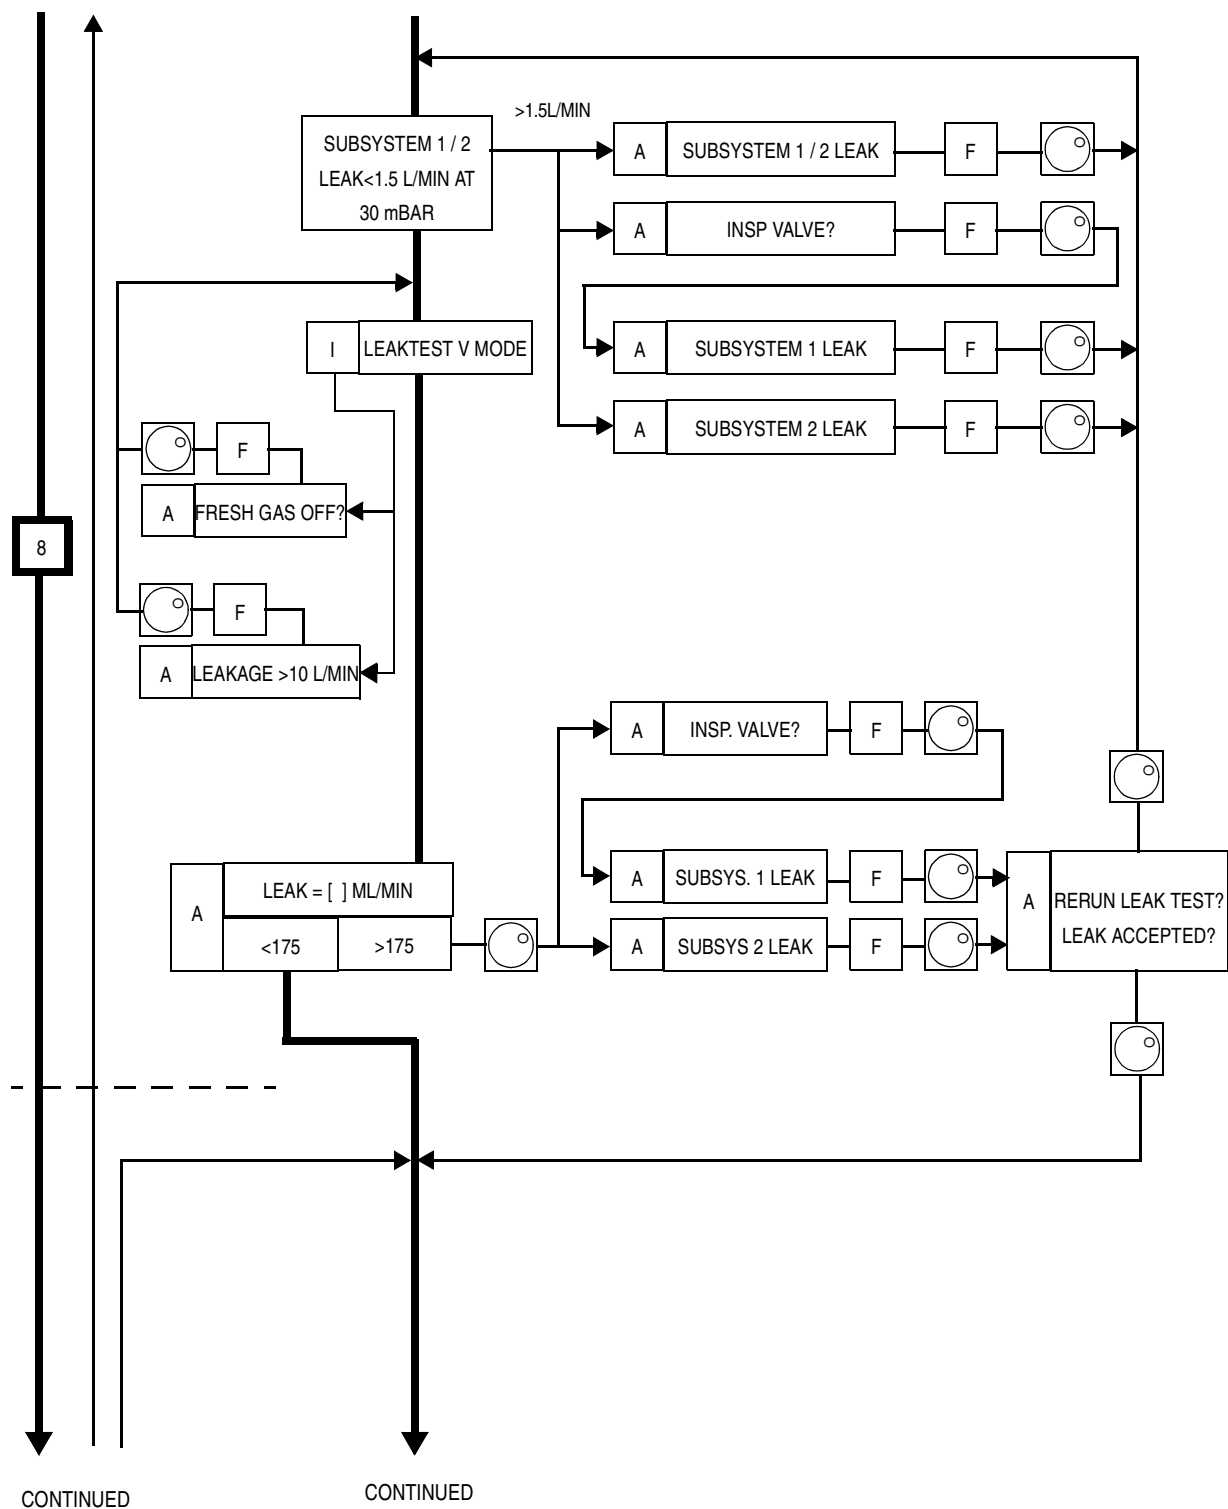 >1.5L/MIN
SUBSYSTEM 1 / 2
LEAK<1.5 L/MIN AT
30 mBAR
A
SUBSYSTEM 1 / 2 LEAK
F
A
INSP VALVE?
F
I
LEAKTEST V MODE
A
SUBSYSTEM 1 LEAK
F
A
SUBSYSTEM 2 LEAK
F
F
A
FRESH GAS OFF?
8
F
A
LEAKAGE >10 L/MIN
A
INSP. VALVE?
F
A
LEAK = [ ] ML/MIN
<175
>175
A
SUBSYS. 1 LEAK
F
A
SUBSYS 2 LEAK
F
A
RERUN LEAK TEST?
LEAK ACCEPTED?
CONTINUED
CONTINUED